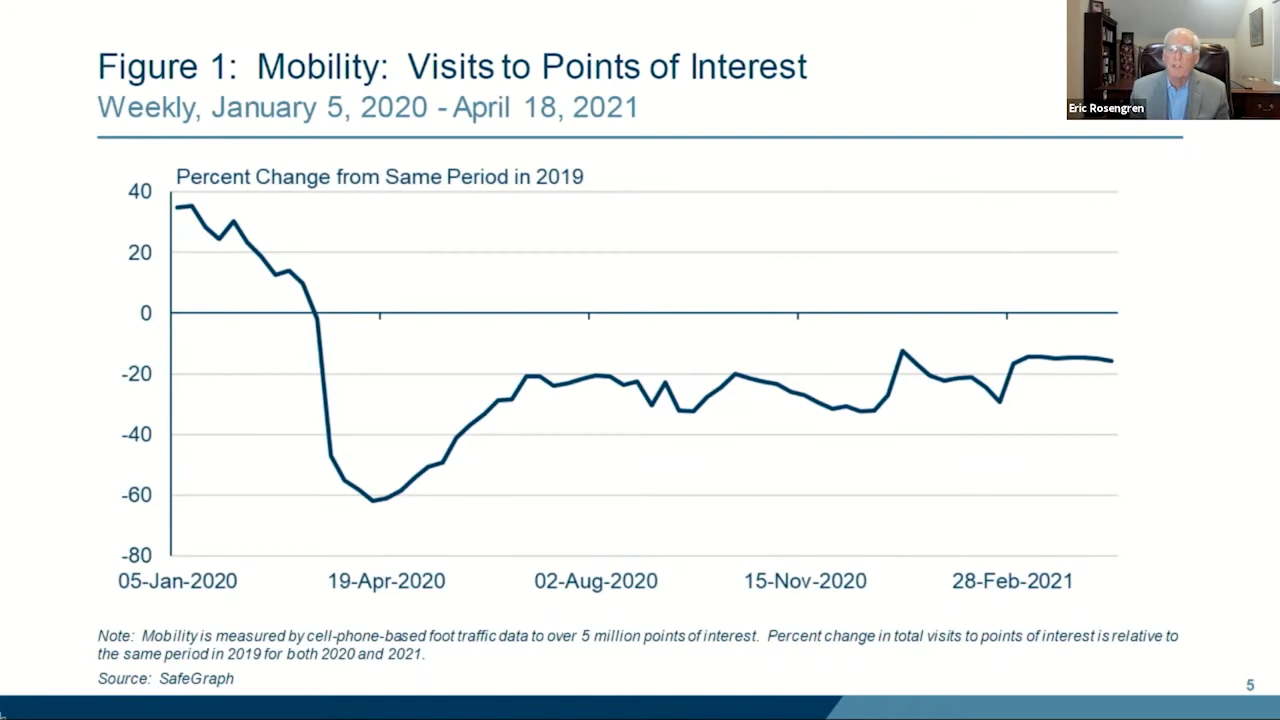 Figure 1: Mobility: Visits to Points of Interest
Weekly, January 5, 2020 - April 18, 2021
Eric Rosengren
Percent Change from Same Period in 2019
40
20
0
-20
-40
-60
-80
05-Jan-2020 19-Apr-2020 02-Aug-2020 15-Nov-2020 28-Feb-2021
Note: Mobility is measured by cell-phone-based foot traffic data to over 5 million points of interest. Percent change in total visits to points of interest is relative to
the same period in 2019 for both 2020 and 2021.
Source: SafeGraph
5